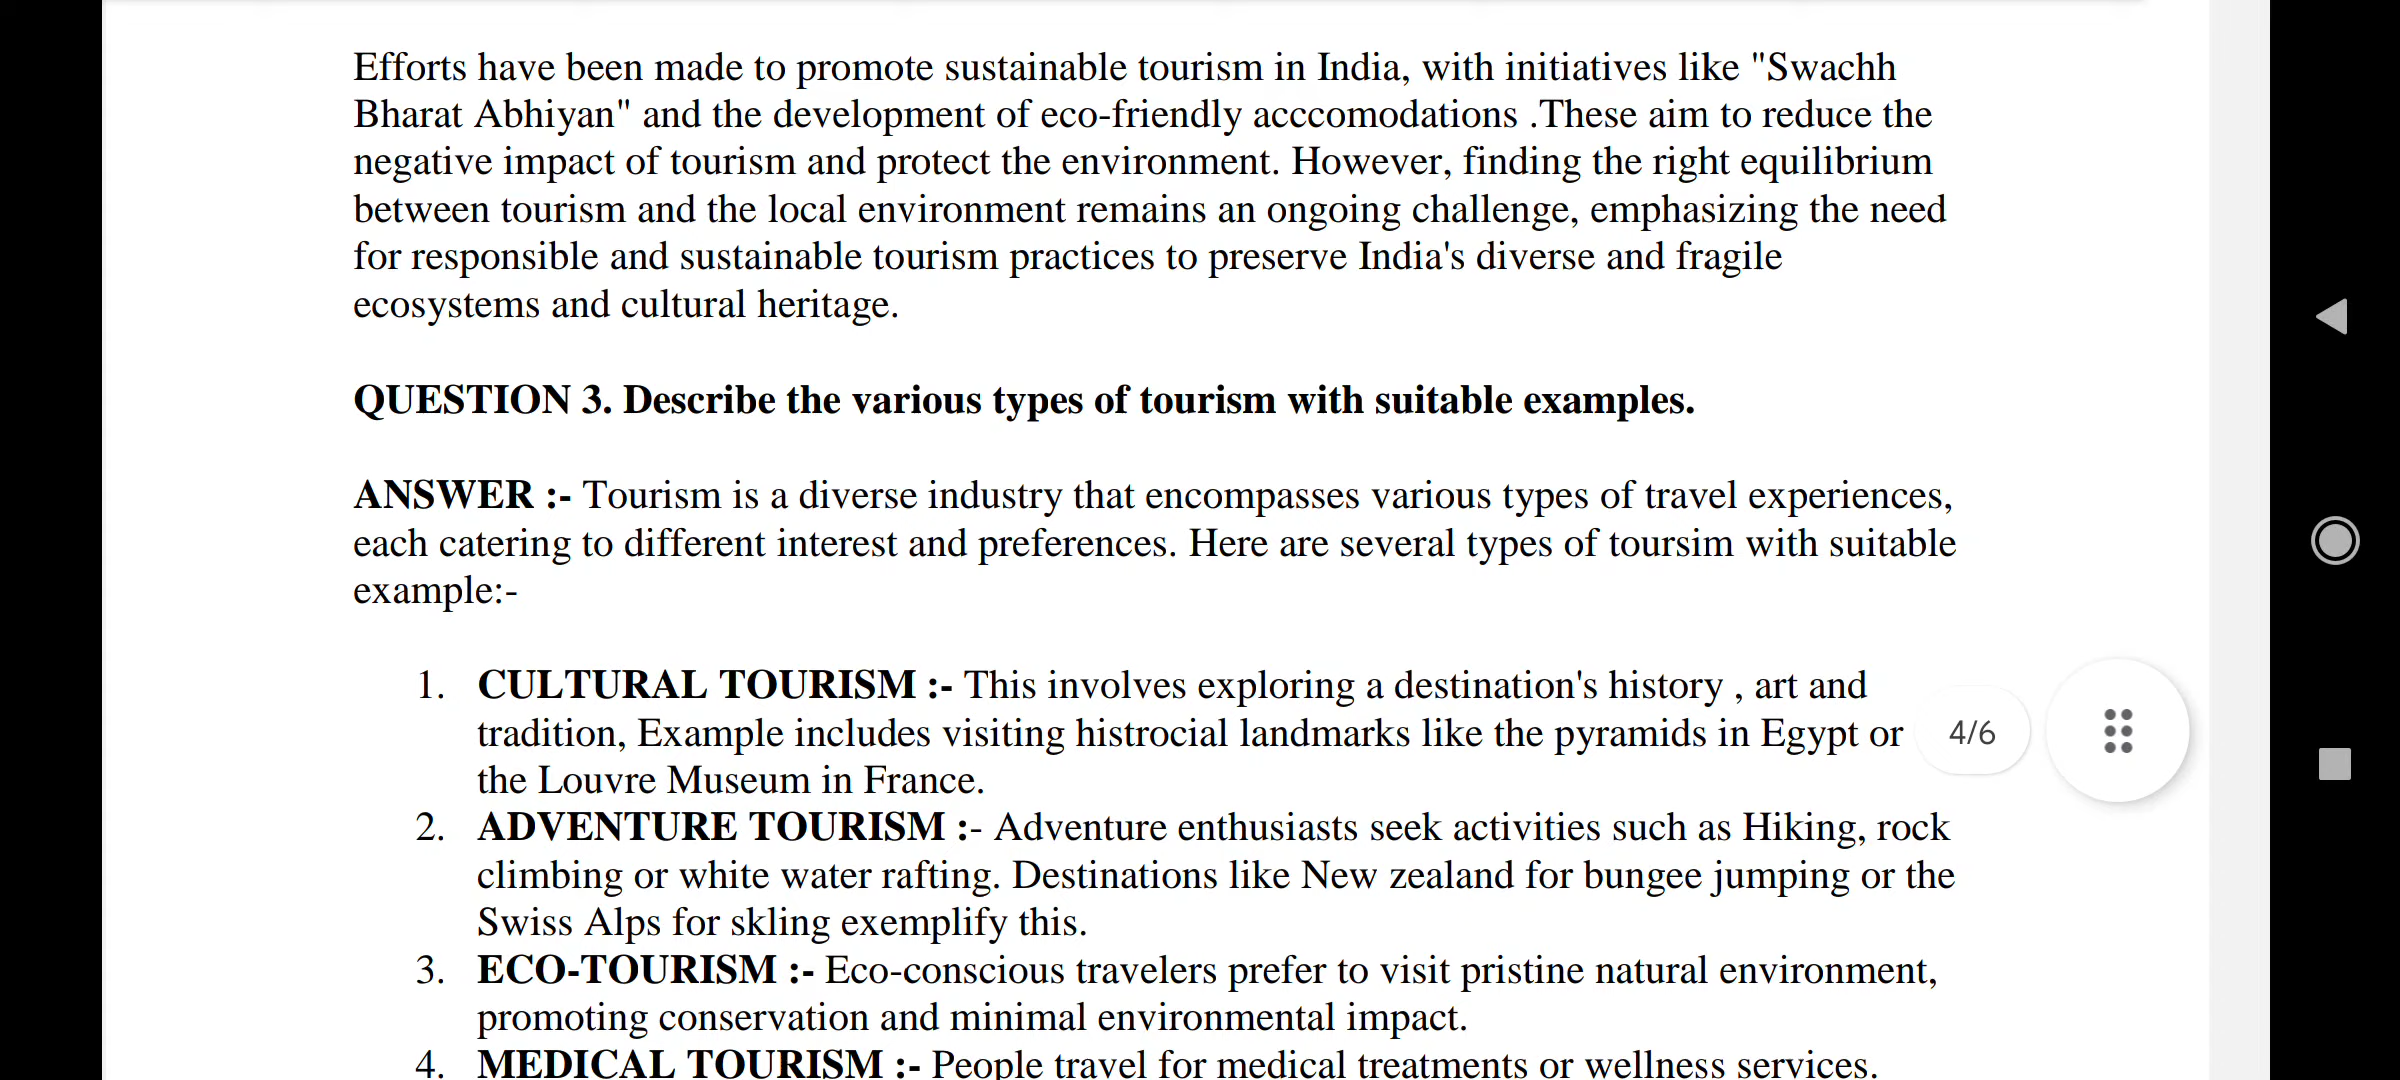 Efforts have been made to promote sustainable tourism in India, with initiatives like "Swachh
Bharat Abhiyan" and the development of eco-friendly acccomodations .These aim to reduce the
negative impact of tourism and protect the environment. However, finding the right equilibrium
between tourism and the local environment remains an ongoing challenge, emphasizing the need
for responsible and sustainable tourism practices to preserve India's diverse and fragile
ecosystems and cultural heritage.
QUESTION 3. Describe the various types of tourism with suitable examples.
ANSWER :- Tourism is a diverse industry that encompasses various types of travel experiences,
each catering to different interest and preferences. Here are several types of toursim with suitable
example:-
1. CULTURAL TOURISM :- This involves exploring a destination's history , art and
tradition, Example includes visiting histrocial landmarks like the pyramids in Egypt or
the Louvre Museum in France.
4/6
2. ADVENTURE TOURISM :- Adventure enthusiasts seek activities such as Hiking, rock
climbing or white water rafting. Destinations like New zealand for bungee jumping or the
Swiss Alps for skling exemplify this.
3. ECO-TOURISM :- Eco-conscious travelers prefer to visit pristine natural environment,
promoting conservation and minimal environmental impact.
4. MEDICAL TOURISM :- People travel for medical treatments or wellness services.